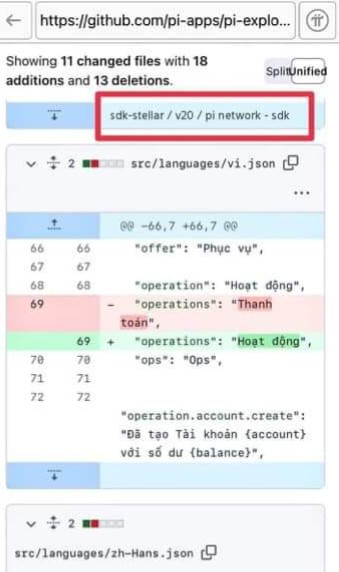 https://github.com/pi-apps/pi-explo...
Showing 11 changed files with 18
additions and 13 deletions.
Split Unified
sdk-stellar / v20 / pi network - sdk
2 src/languages/vi.json
...
@@ -66,7 +66,7 @@
66 66 "offer": "Phục vụ",
67 67
68 68 "operation": "Hoạt động",
69 - "operations": "Thanh
toán",
69 + "operations": "Hoạt động",
70 70 "ops": "Ops",
71 71
72 72
"operation.account.create":
"Đã tạo Tài khoản {account}
với số dư {balance}",
2
src/languages/zh-Hans.json